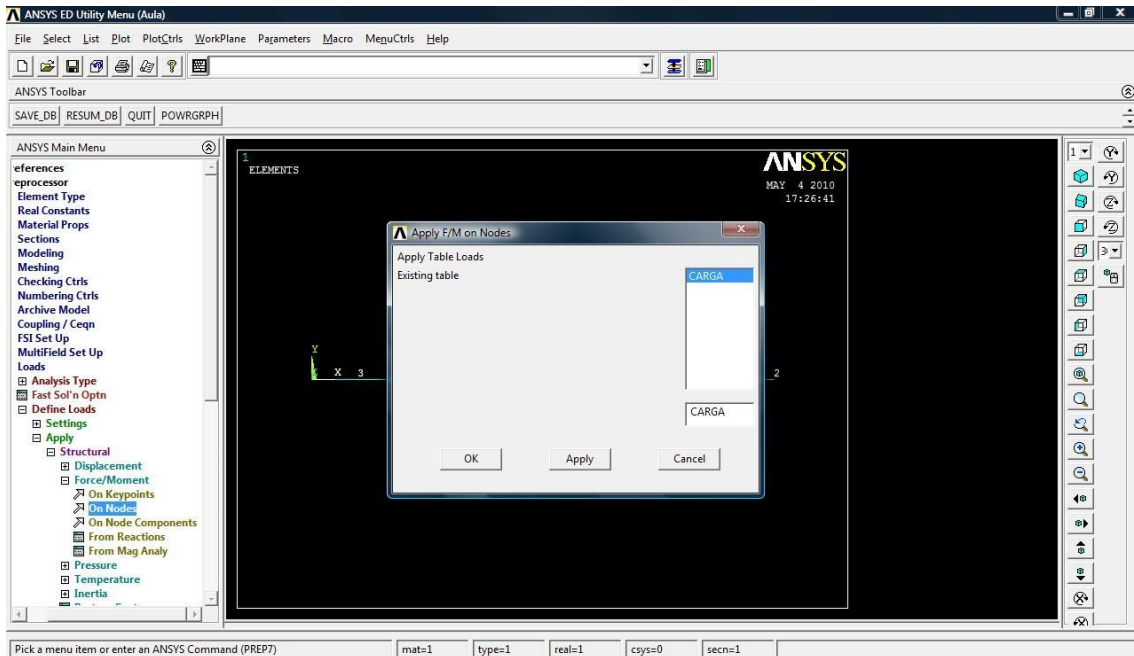 ANSYS ED Utility Menu (Aula)
File Select List Plot PlotCtrls WorkPlane Parameters Macro MenuCtrls Help
ANSYS Toolbar
SAVE_DB RESUM_DB QUIT POWRGRPH
ANSYS Main Menu
eferences
eprocessor
Element Type
Real Constants
Material Props
Sections
Modeling
Meshing
Checking Ctrls
Numbering Ctrls
Archive Model
Coupling / Ceqn
FSI Set Up
MultiField Set Up
Loads
Analysis Type
Fast Sol'n Optn
Define Loads
Settings
Apply
Structural
Displacement
Force/Moment
On Keypoints
On Nodes
On Node Components
From Reactions
From Mag Analy
Pressure
Temperature
Inertia
1
ELEMENTS
ANSYS
MAY 4 2010
17:26:41
Y
X 3
2
Apply F/M on Nodes
Apply Table Loads
Existing table
CARGA
CARGA
OK Apply Cancel
1
3
Pick a menu item or enter an ANSYS Command (PREP7)
mat=1 type=1 real=1 csys=0 secn=1